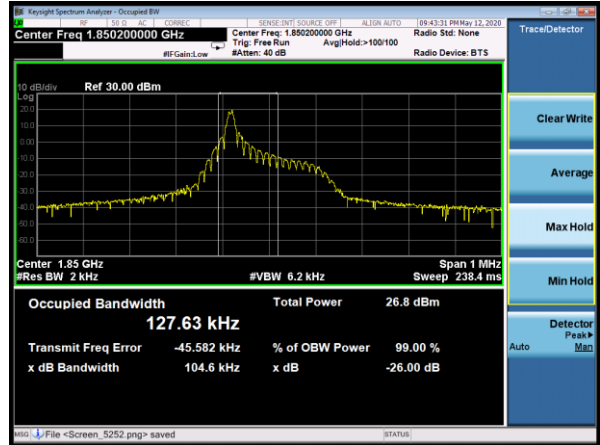 Keysight Spectrum Analyzer - Occupied BW
RF 50 Ω AC CORREC SENSE:INT SOURCE OFF ALIGN AUTO 09:43:31 PM May 12, 2020
Center Freq 1.850200000 GHz Center Freq: 1.850200000 GHz Radio Std: None Trace/Detector
Trig: Free Run Avg|Hold:>100/100
#IFGain:Low #Atten: 40 dB Radio Device: BTS
10 dB/div Ref 30.00 dBm
Log
20.0
10.0
0.00
-10.0
-20.0
-30.0
-40.0
-50.0
-60.0
Center 1.85 GHz Span 1 MHz
#Res BW 2 kHz #VBW 6.2 kHz Sweep 238.4 ms
Occupied Bandwidth Total Power 26.8 dBm
127.63 kHz
Transmit Freq Error -45.582 kHz % of OBW Power 99.00 %
x dB Bandwidth 104.6 kHz x dB -26.00 dB
Clear Write
Average
Max Hold
Min Hold
Detector
Peak▶
Auto Man
MSG File <Screen_5252.png> saved STATUS